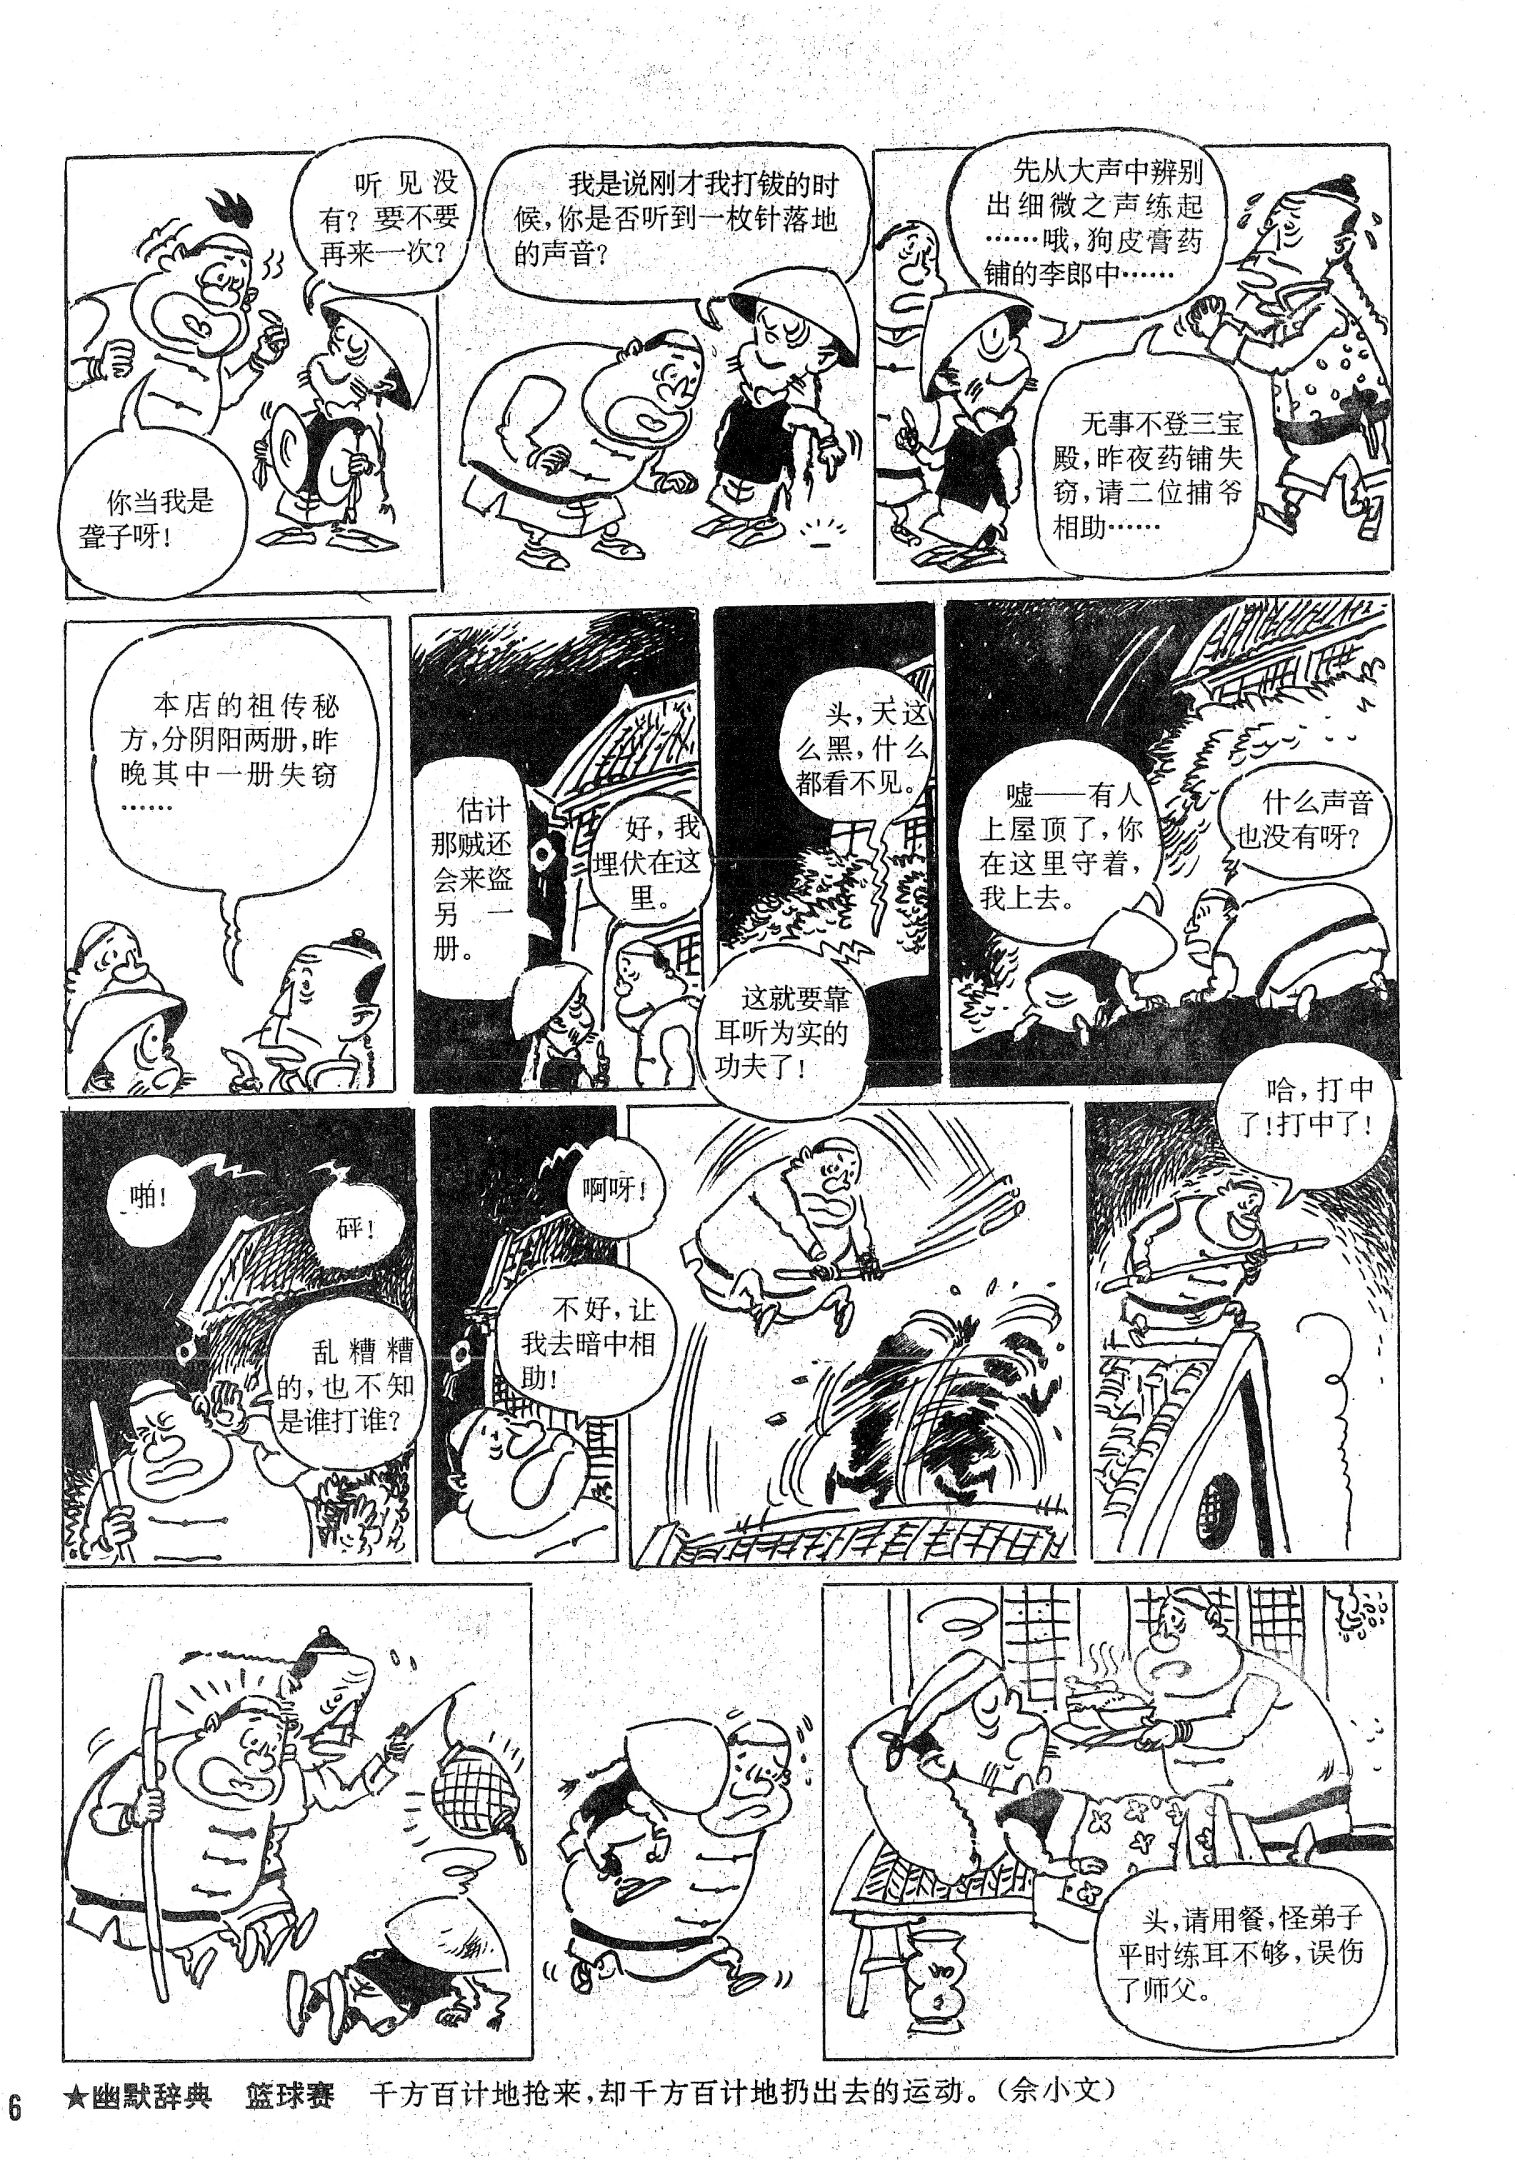 听见没
有？要不要
再来一次？
你当我是
聋子呀！
我是说刚才我打钹的时
候，你是否听到一枚针落地
的声音？
先从大声中辨别
出细微之声练起
……哦，狗皮膏药
铺的李郎中……
无事不登三宝
殿，昨夜药铺失
窃，请二位捕爷
相助……
本店的祖传秘
方，分阴阳两册，昨
晚其中一册失窃
……
估计
那贼还
会来盗
另一
册。
好，我
埋伏在这
里。
头，天这
么黑，什么
都看不见。
这就要靠
耳听为实的
功夫了！
嘘——有人
上屋顶了，你
在这里守着，
我上去。
什么声音
也没有呀？
啪！
砰！
乱糟糟
的，也不知
是谁打谁？
啊呀！
不好，让
我去暗中相
助！
哈，打中
了！打中了！
头，请用餐，怪弟子
平时练耳不够，误伤
了师父。
★幽默辞典 篮球赛 千方百计地抢来，却千方百计地扔出去的运动。（佘小文）
6